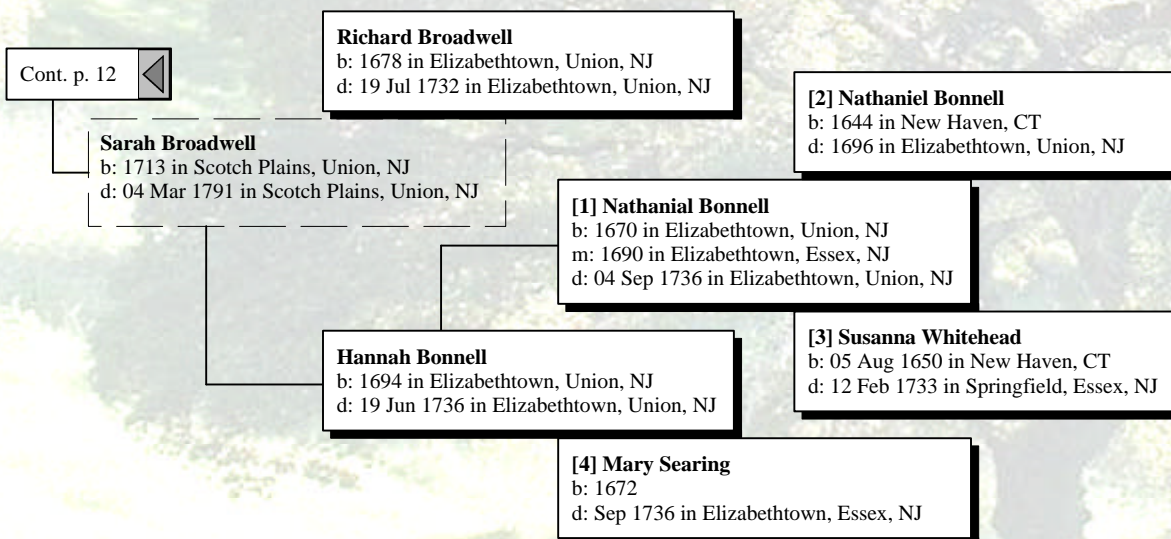 Richard Broadwell
b: 1678 in Elizabethtown, Union, NJ
d: 19 Jul 1732 in Elizabethtown, Union, NJ
Cont. p. 12
[2] Nathaniel Bonnell
b: 1644 in New Haven, CT
d: 1696 in Elizabethtown, Union, NJ
Sarah Broadwell
b: 1713 in Scotch Plains, Union, NJ
d: 04 Mar 1791 in Scotch Plains, Union, NJ
[1] Nathanial Bonnell
b: 1670 in Elizabethtown, Union, NJ
m: 1690 in Elizabethtown, Essex, NJ
d: 04 Sep 1736 in Elizabethtown, Union, NJ
[3] Susanna Whitehead
b: 05 Aug 1650 in New Haven, CT
d: 12 Feb 1733 in Springfield, Essex, NJ
Hannah Bonnell
b: 1694 in Elizabethtown, Union, NJ
d: 19 Jun 1736 in Elizabethtown, Union, NJ
[4] Mary Searing
b: 1672
d: Sep 1736 in Elizabethtown, Essex, NJ